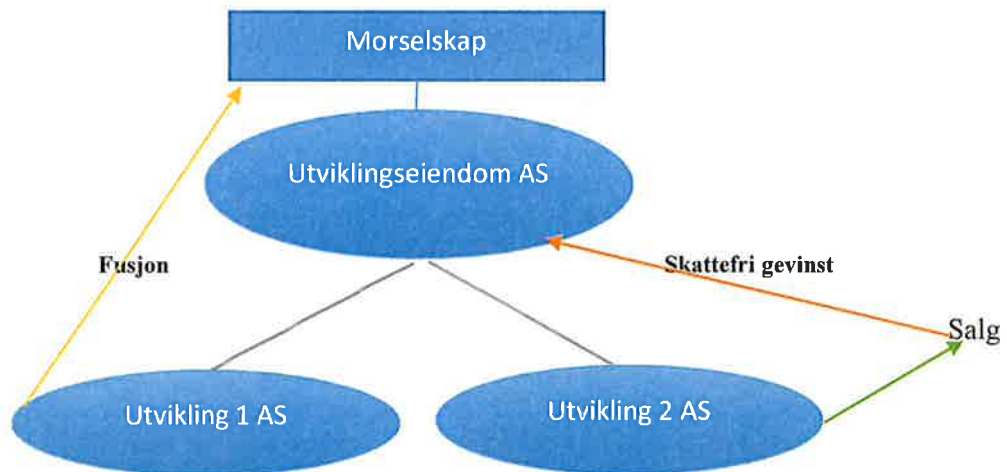 Morselskap
Utviklingseiendom AS
Fusjon
Skattefri gevinst
Salg
Utvikling 1 AS
Utvikling 2 AS